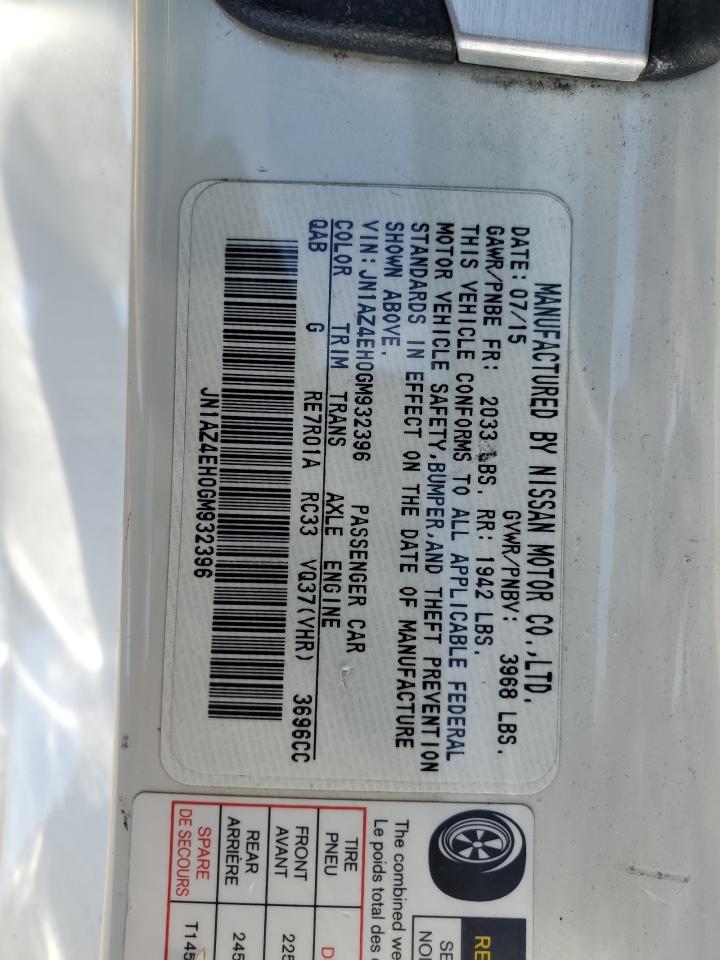 MANUFACTURED BY NISSAN MOTOR CO.,LTD.
DATE: 07/15 GVWR/PNBV: 3968 LBS.
GAWR/PNBE FR: 2033 LBS. RR: 1942 LBS.
THIS VEHICLE CONFORMS TO ALL APPLICABLE FEDERAL
MOTOR VEHICLE SAFETY,BUMPER,AND THEFT PREVENTION
STANDARDS IN EFFECT ON THE DATE OF MANUFACTURE
SHOWN ABOVE.
VIN: JN1AZ4EH0GM932396 PASSENGER CAR
COLOR TRIM TRANS AXLE ENGINE
QAB G RE7R01A RC33 VQ37(VHR) 3696CC
JN1AZ4EH0GM932396
The combined
Le poids total des
TIRE
PNEU
FRONT
AVANT
225
REAR
ARRIÈRE
245
SPARE
DE SECOURS
T145